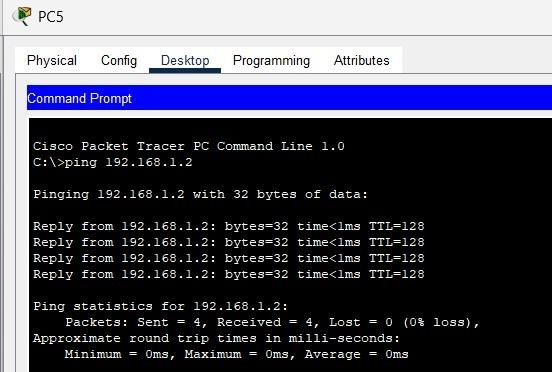 PC5
Physical Config Desktop Programming Attributes
Command Prompt
Cisco Packet Tracer PC Command Line 1.0
C:\>ping 192.168.1.2
Pinging 192.168.1.2 with 32 bytes of data:
Reply from 192.168.1.2: bytes=32 time<1ms TTL=128
Reply from 192.168.1.2: bytes=32 time<1ms TTL=128
Reply from 192.168.1.2: bytes=32 time<1ms TTL=128
Reply from 192.168.1.2: bytes=32 time<1ms TTL=128
Ping statistics for 192.168.1.2:
Packets: Sent = 4, Received = 4, Lost = 0 (0% loss),
Approximate round trip times in milli-seconds:
Minimum = 0ms, Maximum = 0ms, Average = 0ms